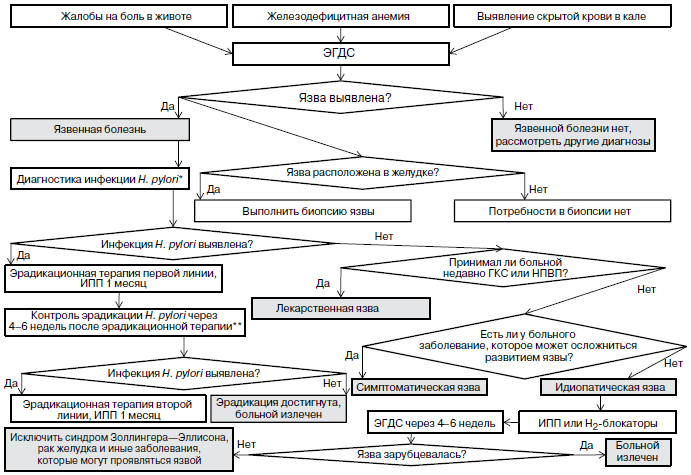 Жалобы на боль в животе
Железодефицитная анемия
Выявление скрытой крови в кале
ЭГДС
Язва выявлена?
Да
Нет
Язвенная болезнь
Язвенной болезни нет,
рассмотреть другие диагнозы
Диагностика инфекции H. pylori*
Язва расположена в желудке?
Да
Нет
Выполнить биопсию язвы
Потребности в биопсии нет
Инфекция H. pylori выявлена?
Нет
Да
Эрадикационная терапия первой линии,
ИПП 1 месяц
Принимал ли больной
недавно ГКС или НПВП?
Да
Нет
Лекарственная язва
Контроль эрадикации H. pylori через
4–6 недель после эрадикационной терапии**
Есть ли у больного
заболевание, которое может осложниться
развитием язвы?
Да
Нет
Инфекция H. pylori выявлена?
Да
Нет
Симптоматическая язва
Идиопатическая язва
Эрадикационная терапия второй
линии, ИПП 1 месяц
Эрадикация достигнута,
больной излечен
ЭГДС через 4–6 недель
ИПП или H2-блокаторы
Исключить синдром Золлингера—Эллисона,
рак желудка и иные заболевания,
которые могут проявляться язвой
Нет
Язва зарубцевалась?
Да
Больной
излечен